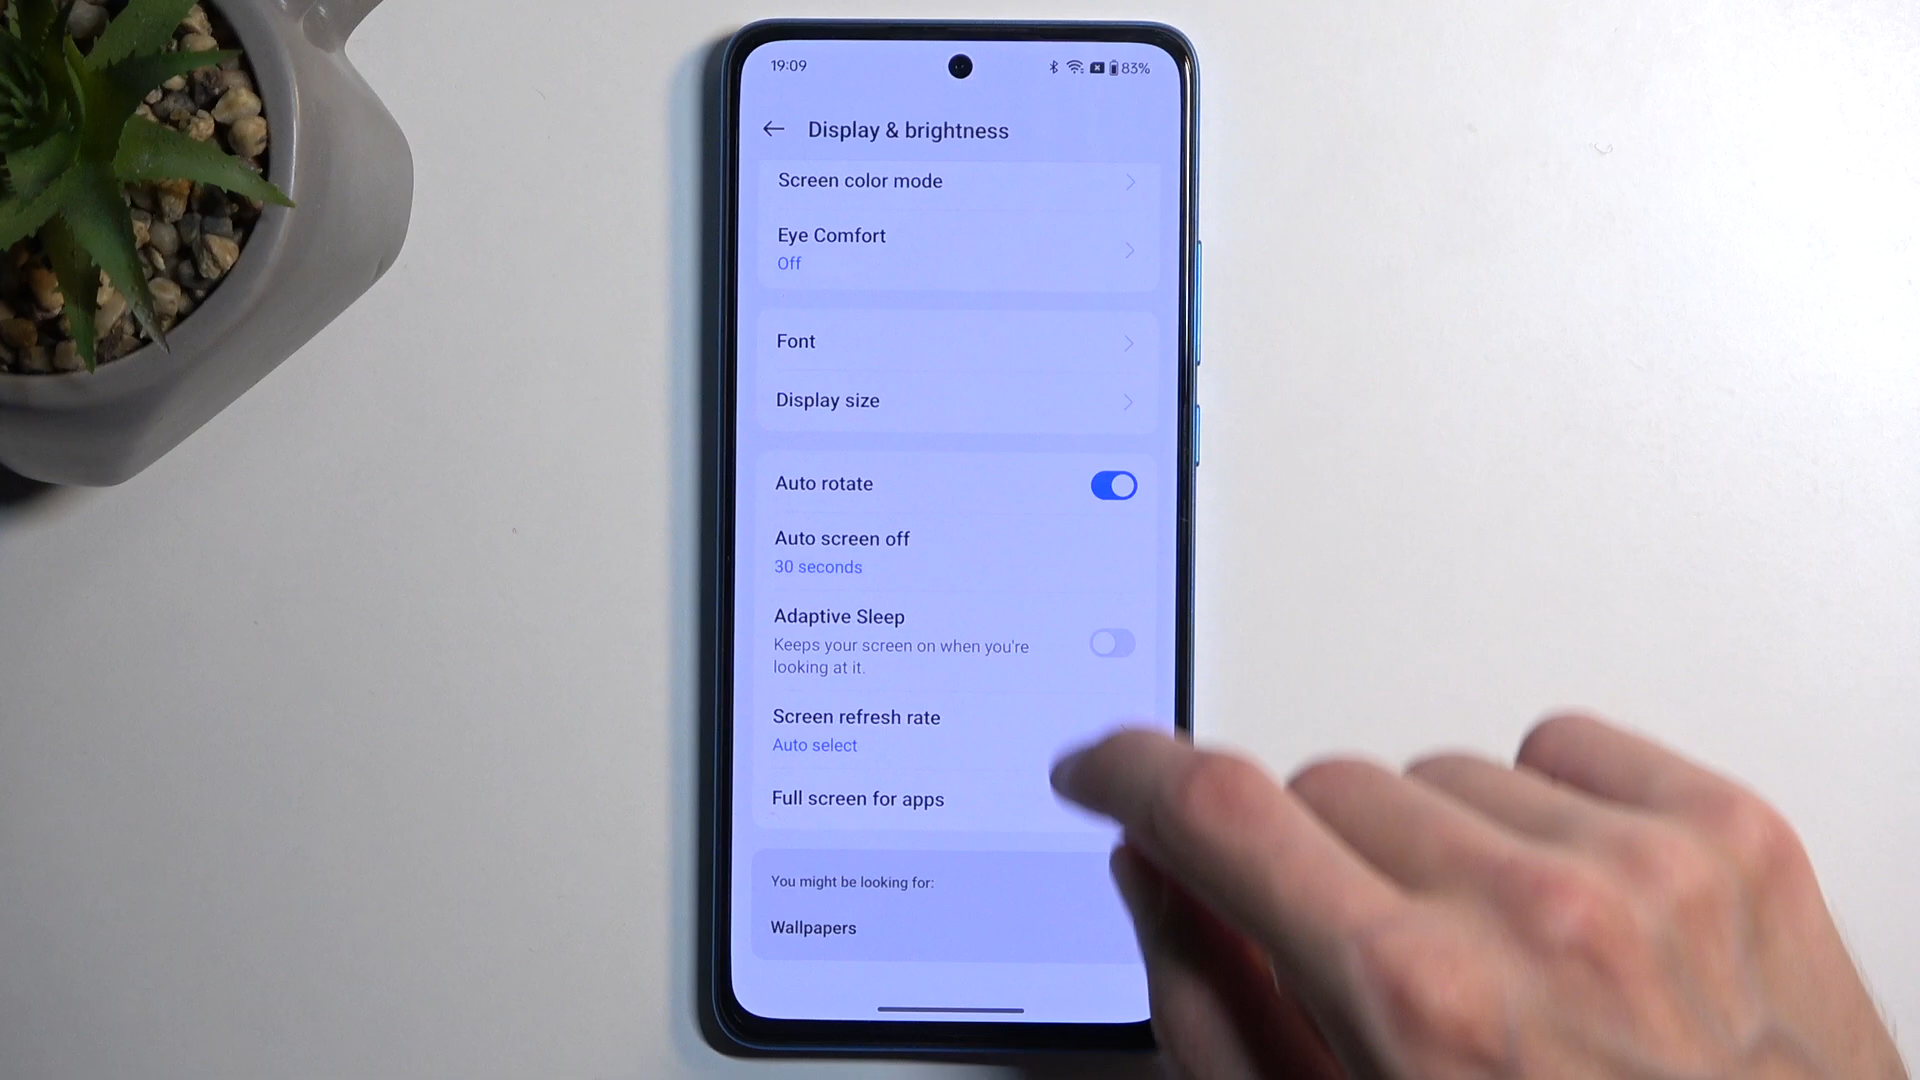 19:09
83%
Display & brightness
Screen color mode
Eye Comfort
Off
Font
Display size
Auto rotate
Auto screen off
30 seconds
Adaptive Sleep
Keeps your screen on when you're
looking at it.
Screen refresh rate
Auto select
Full screen for apps
You might be looking for:
Wallpapers